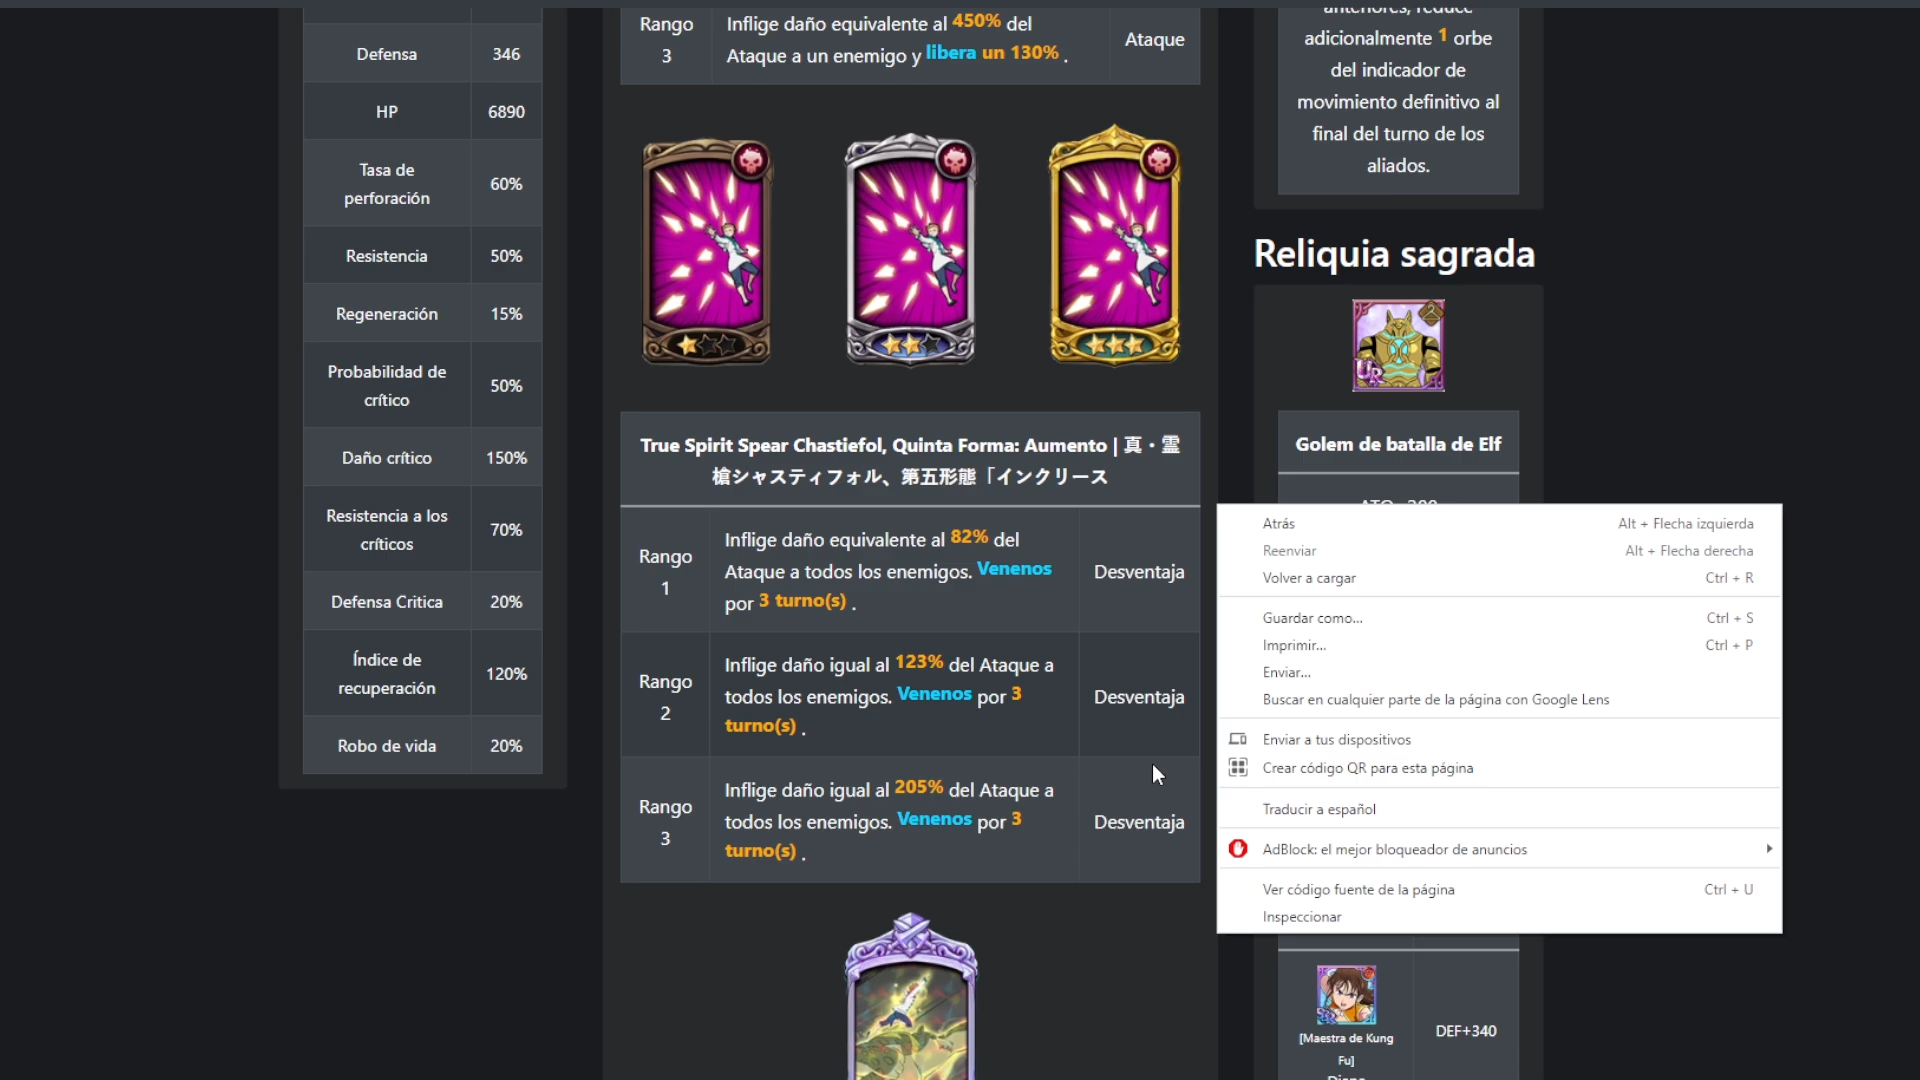 Defensa 346
HP 6890
Tasa de
perforación 60%
Resistencia 50%
Regeneración 15%
Probabilidad de
crítico 50%
Daño crítico 150%
Resistencia a los
críticos 70%
Defensa Critica 20%
Índice de
recuperación 120%
Robo de vida 20%
Rango
3
Inflige daño equivalente al 450% del
Ataque a un enemigo y libera un 130% .
Ataque
True Spirit Spear Chastiefol, Quinta Forma: Aumento | 真・霊
槍シャスティフォル、第五形態「インクリース
Rango
1
Inflige daño equivalente al 82% del
Ataque a todos los enemigos. Venenos
por 3 turno(s) .
Desventaja
Rango
2
Inflige daño igual al 123% del Ataque a
todos los enemigos. Venenos por 3
turno(s) .
Desventaja
Rango
3
Inflige daño igual al 205% del Ataque a
todos los enemigos. Venenos por 3
turno(s) .
Desventaja
anteriores, reduce
adicionalmente 1 orbe
del indicador de
movimiento definitivo al
final del turno de los
aliados.
Reliquia sagrada
UR
Golem de batalla de Elf
Atrás Alt + Flecha izquierda
Reenviar Alt + Flecha derecha
Volver a cargar Ctrl + R
Guardar como... Ctrl + S
Imprimir... Ctrl + P
Enviar...
Buscar en cualquier parte de la página con Google Lens
Enviar a tus dispositivos
Crear código QR para esta página
Traducir a español
AdBlock: el mejor bloqueador de anuncios
Ver código fuente de la página Ctrl + U
Inspeccionar
[Maestra de Kung
Fu]
Diane
DEF+340